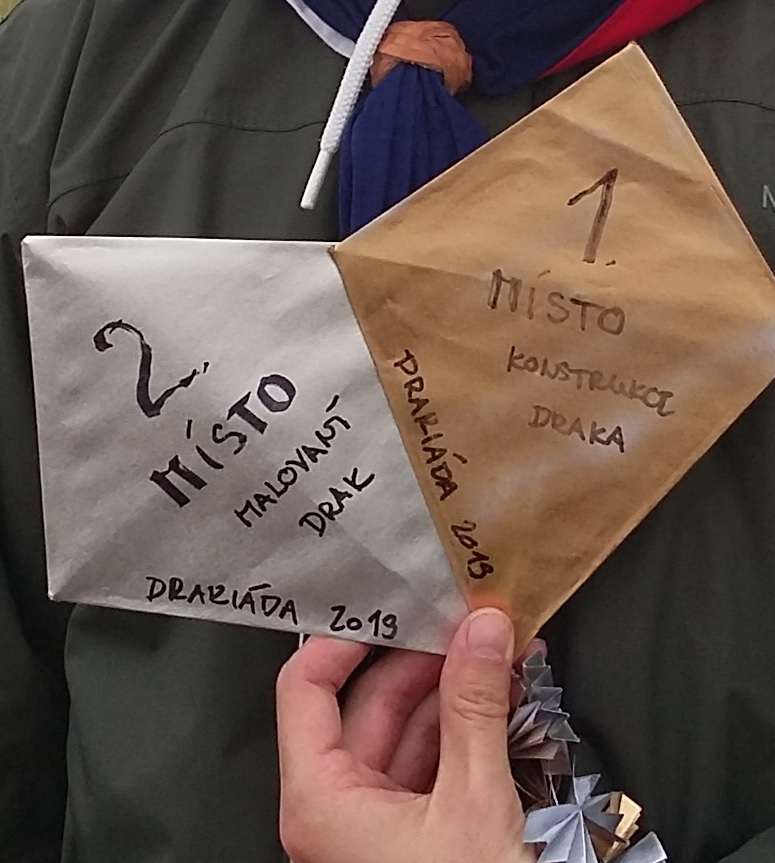 2.
MÍSTO
MALOVANÝ
DRAK
DRAKIÁDA 2019
1.
MÍSTO
KONSTRUKCE
DRAKA
DRAKIÁDA 2019